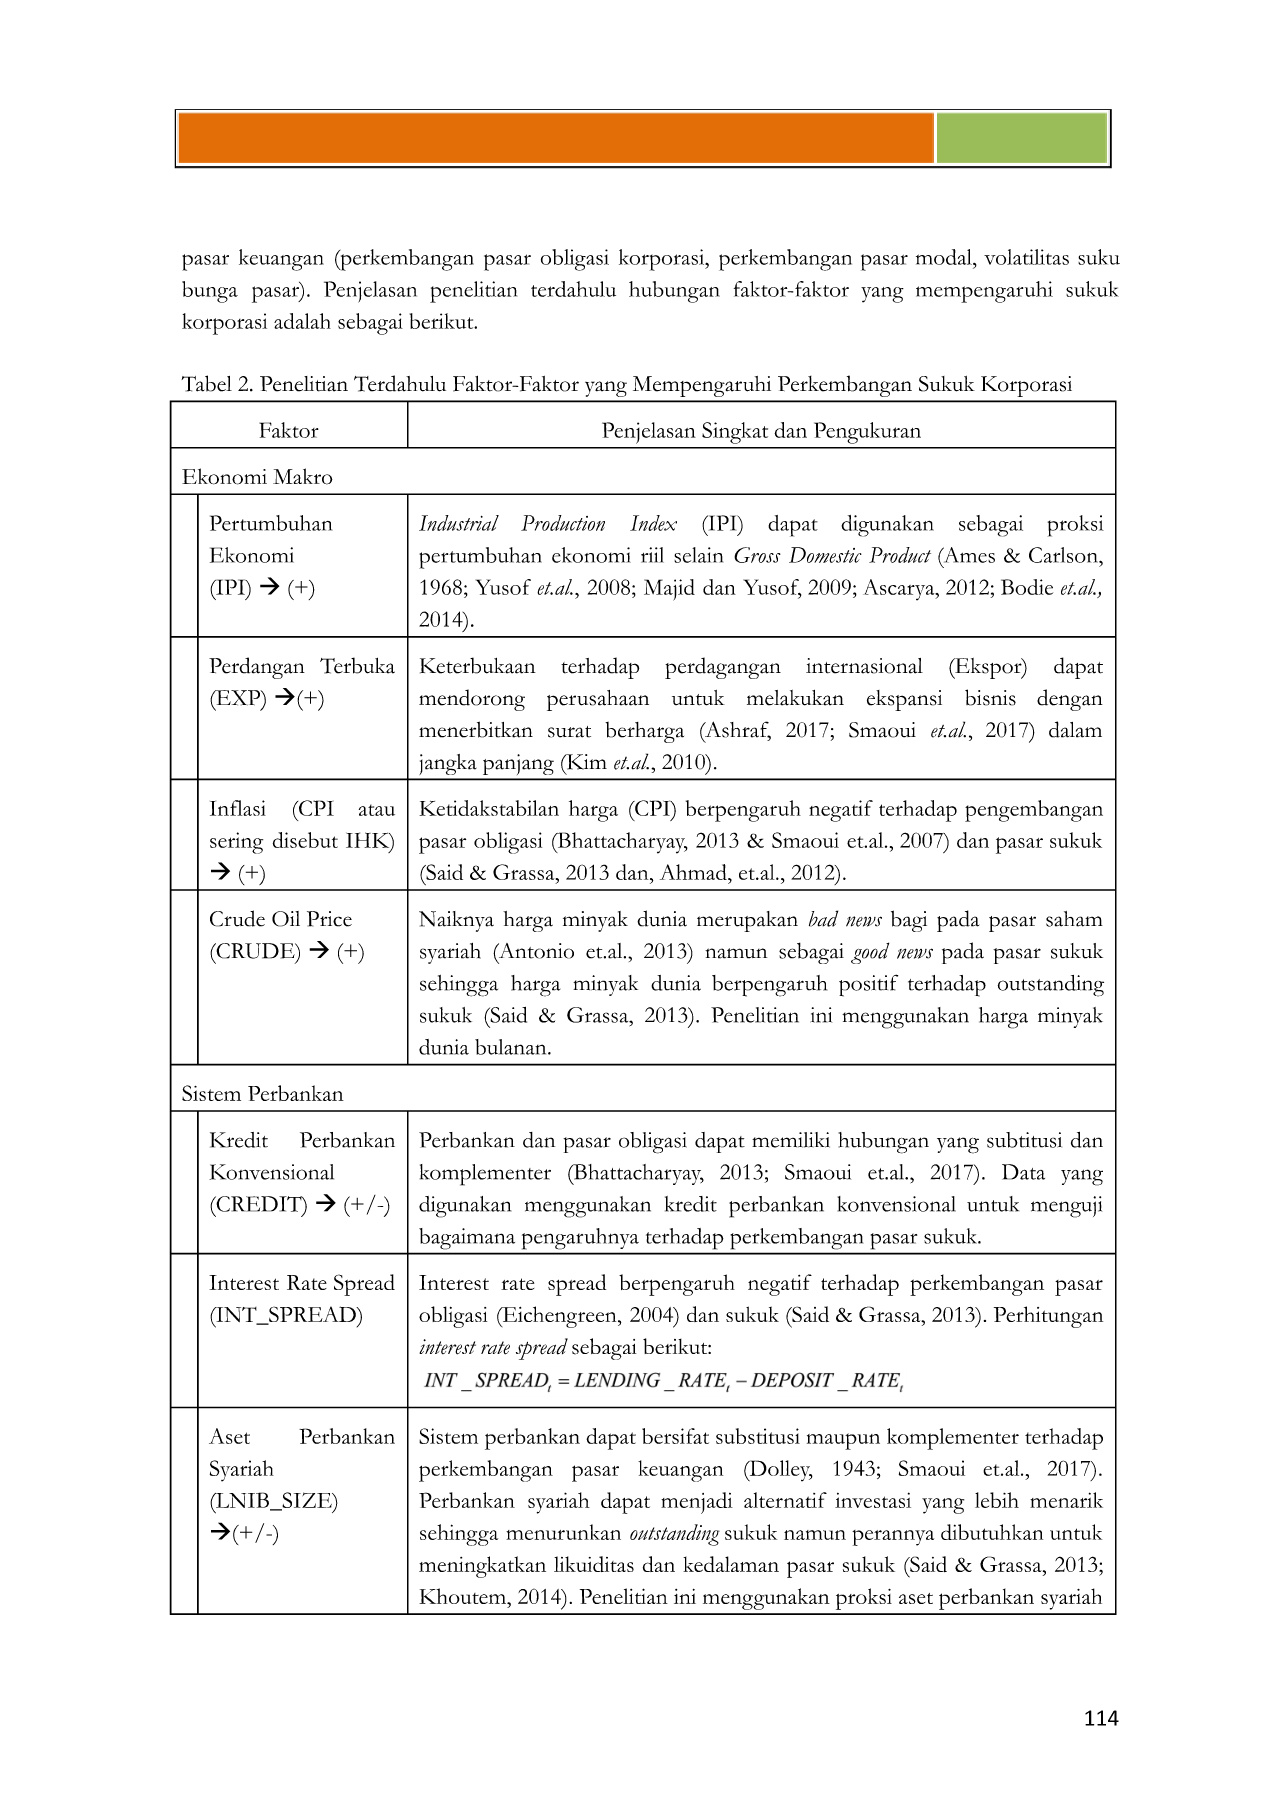 pasar keuangan (perkembangan pasar obligasi korporasi, perkembangan pasar modal, volatilitas suku
bunga pasar). Penjelasan penelitian terdahulu hubungan faktor-faktor yang mempengaruhi sukuk
korporasi adalah sebagai berikut.
Tabel 2. Penelitian Terdahulu Faktor-Faktor yang Mempengaruhi Perkembangan Sukuk Korporasi
Faktor
Penjelasan Singkat dan Pengukuran
Ekonomi Makro
Pertumbuhan
Ekonomi
(IPI) → (+)
Industrial Production Index (IPI) dapat digunakan sebagai proksi
pertumbuhan ekonomi riil selain Gross Domestic Product (Ames & Carlson,
1968; Yusof et.al., 2008; Majid dan Yusof, 2009; Ascarya, 2012; Bodie et.al.,
2014).
Perdangan Terbuka
(EXP) →(+)
Keterbukaan terhadap perdagangan internasional (Ekspor) dapat
mendorong perusahaan untuk melakukan ekspansi bisnis dengan
menerbitkan surat berharga (Ashraf, 2017; Smaoui et.al., 2017) dalam
jangka panjang (Kim et.al., 2010).
Inflasi (CPI atau
sering disebut IHK)
→ (+)
Ketidakstabilan harga (CPI) berpengaruh negatif terhadap pengembangan
pasar obligasi (Bhattacharyay, 2013 & Smaoui et.al., 2007) dan pasar sukuk
(Said & Grassa, 2013 dan, Ahmad, et.al., 2012).
Crude Oil Price
(CRUDE) → (+)
Naiknya harga minyak dunia merupakan bad news bagi pada pasar saham
syariah (Antonio et.al., 2013) namun sebagai good news pada pasar sukuk
sehingga harga minyak dunia berpengaruh positif terhadap outstanding
sukuk (Said & Grassa, 2013). Penelitian ini menggunakan harga minyak
dunia bulanan.
Sistem Perbankan
Kredit Perbankan
Konvensional
(CREDIT) → (+/-)
Perbankan dan pasar obligasi dapat memiliki hubungan yang subtitusi dan
komplementer (Bhattacharyay, 2013; Smaoui et.al., 2017). Data yang
digunakan menggunakan kredit perbankan konvensional untuk menguji
bagaimana pengaruhnya terhadap perkembangan pasar sukuk.
Interest Rate Spread
(INT_SPREAD)
Interest rate spread berpengaruh negatif terhadap perkembangan pasar
obligasi (Eichengreen, 2004) dan sukuk (Said & Grassa, 2013). Perhitungan
interest rate spread sebagai berikut:
INT _ SPREADₜ = LENDING _ RATEₜ − DEPOSIT _ RATEₜ
Aset Perbankan
Syariah
(LNIB_SIZE)
→(+/-)
Sistem perbankan dapat bersifat substitusi maupun komplementer terhadap
perkembangan pasar keuangan (Dolley, 1943; Smaoui et.al., 2017).
Perbankan syariah dapat menjadi alternatif investasi yang lebih menarik
sehingga menurunkan outstanding sukuk namun perannya dibutuhkan untuk
meningkatkan likuiditas dan kedalaman pasar sukuk (Said & Grassa, 2013;
Khoutem, 2014). Penelitian ini menggunakan proksi aset perbankan syariah
114